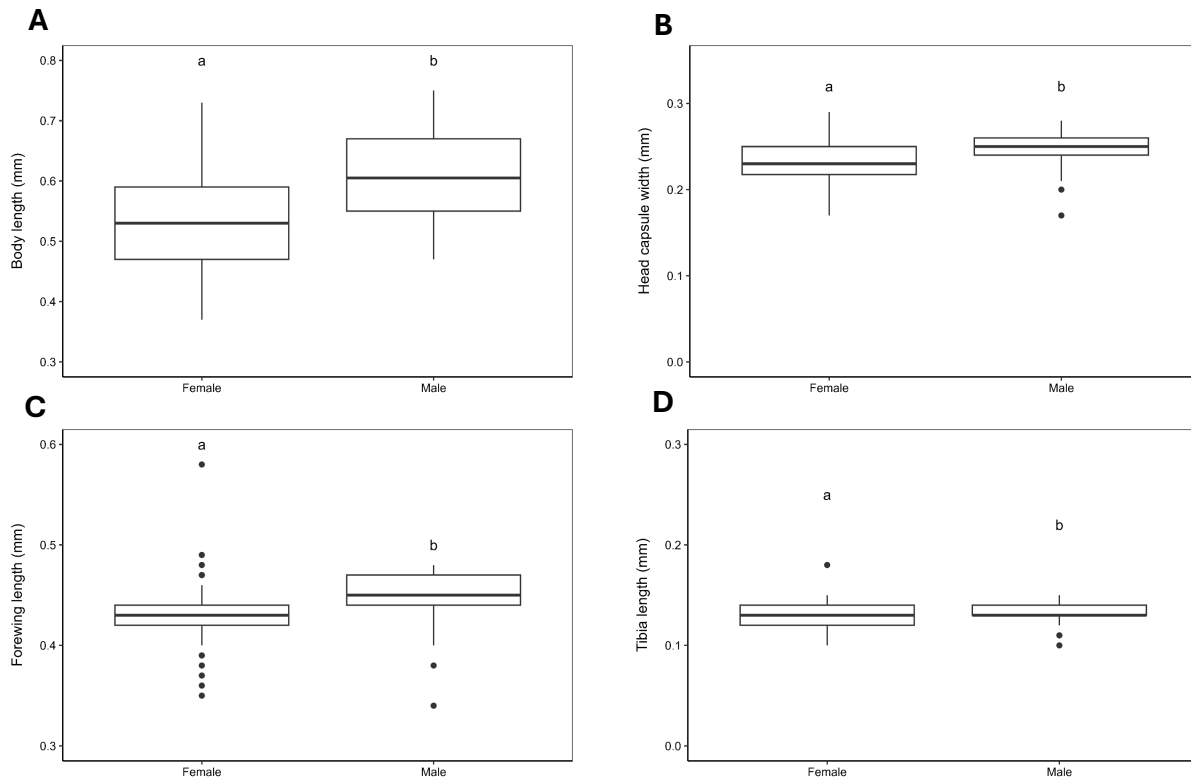 A
Body length (mm)
0.8
0.7
0.6
0.5
0.4
0.3
a
b
Female
Male
B
Head capsule width (mm)
0.3
0.2
0.1
0.0
a
b
Female
Male
C
Forewing length (mm)
0.6
0.5
0.4
0.3
a
b
Female
Male
D
Tibia length (mm)
0.3
0.2
0.1
0.0
a
b
Female
Male